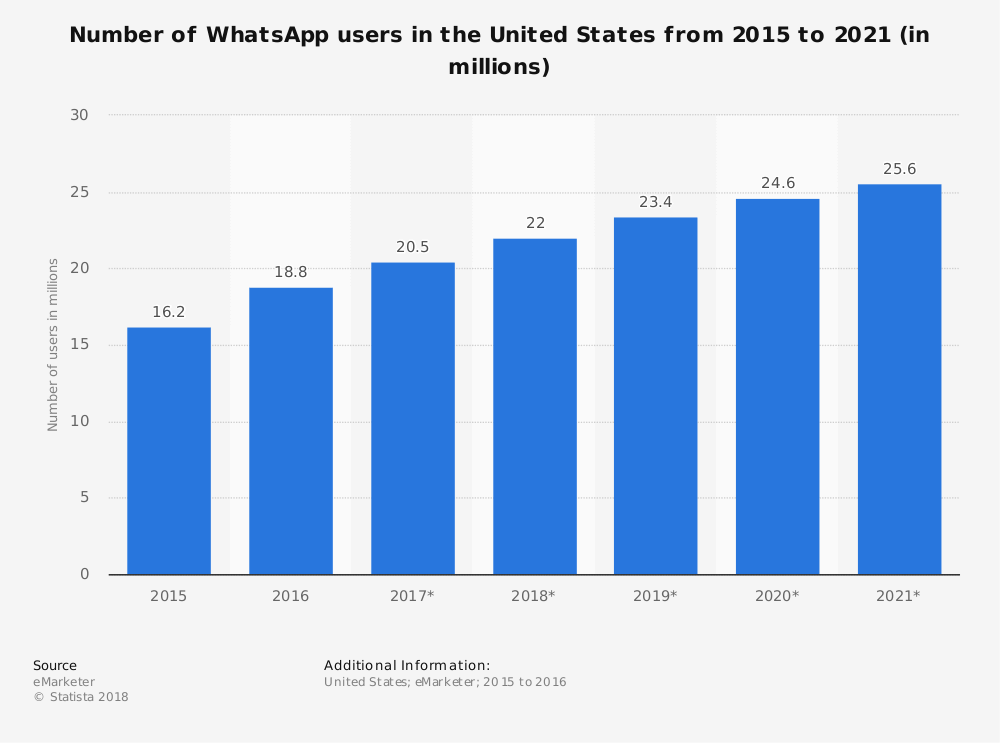 Number of WhatsApp users in the United States from 2015 to 2021 (in
millions)
Number of users in millions
30
25
20
15
10
5
0
16.2
18.8
20.5
22
23.4
24.6
25.6
2015
2016
2017*
2018*
2019*
2020*
2021*
Source
eMarketer
© Statista 2018
Additional Information:
United States; eMarketer; 2015 to 2016